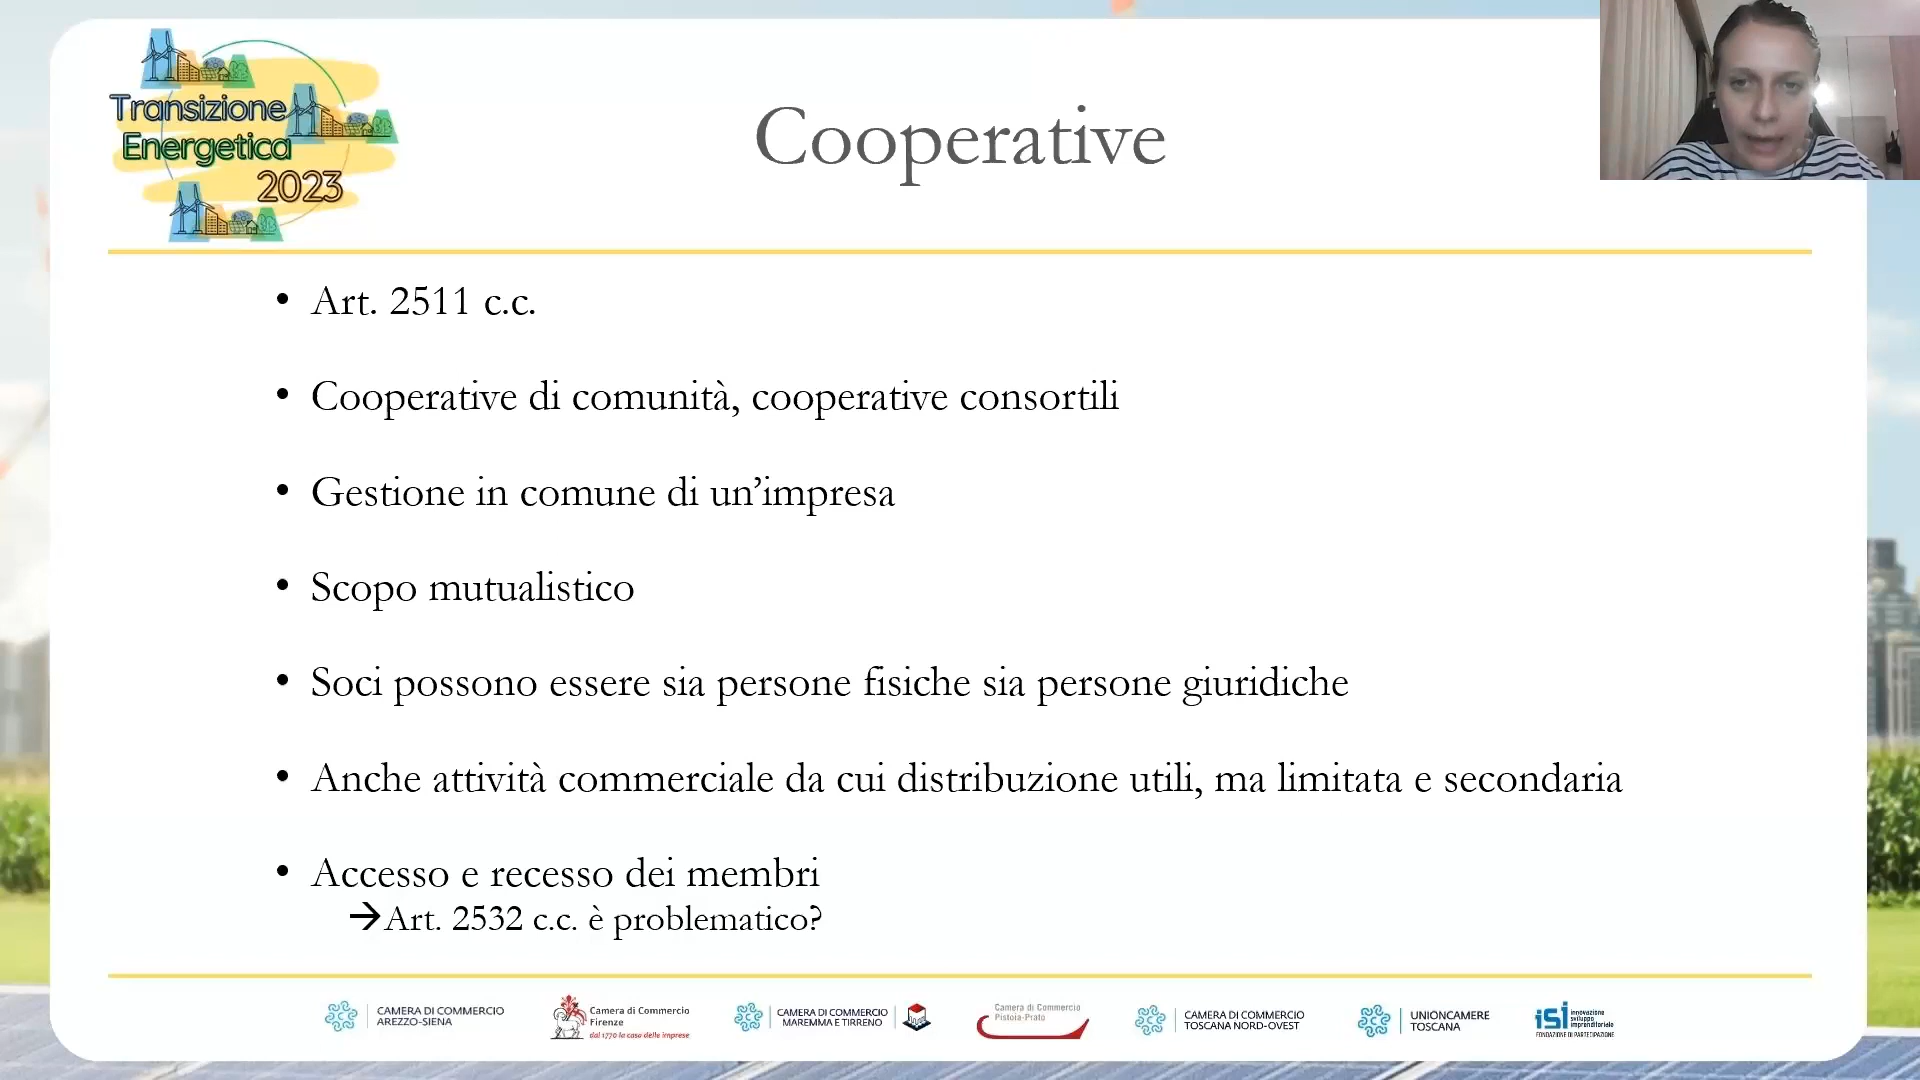 Transizione
Energetica
2023
Cooperative
• Art. 2511 c.c.
• Cooperative di comunità, cooperative consortili
• Gestione in comune di un’impresa
• Scopo mutualistico
• Soci possono essere sia persone fisiche sia persone giuridiche
• Anche attività commerciale da cui distribuzione utili, ma limitata e secondaria
• Accesso e recesso dei membri
→Art. 2532 c.c. è problematico?
CAMERA DI COMMERCIO
AREZZO-SIENA
Camera di Commercio
Firenze
dal 1770 la casa delle imprese
CAMERA DI COMMERCIO
MAREMMA E TIRRENO
Camera di Commercio
Pistoia-Prato
CAMERA DI COMMERCIO
TOSCANA NORD-OVEST
UNIONCAMERE
TOSCANA
isi
innovazione
sviluppo
imprenditoriale
FONDAZIONE DI PARTECIPAZIONE